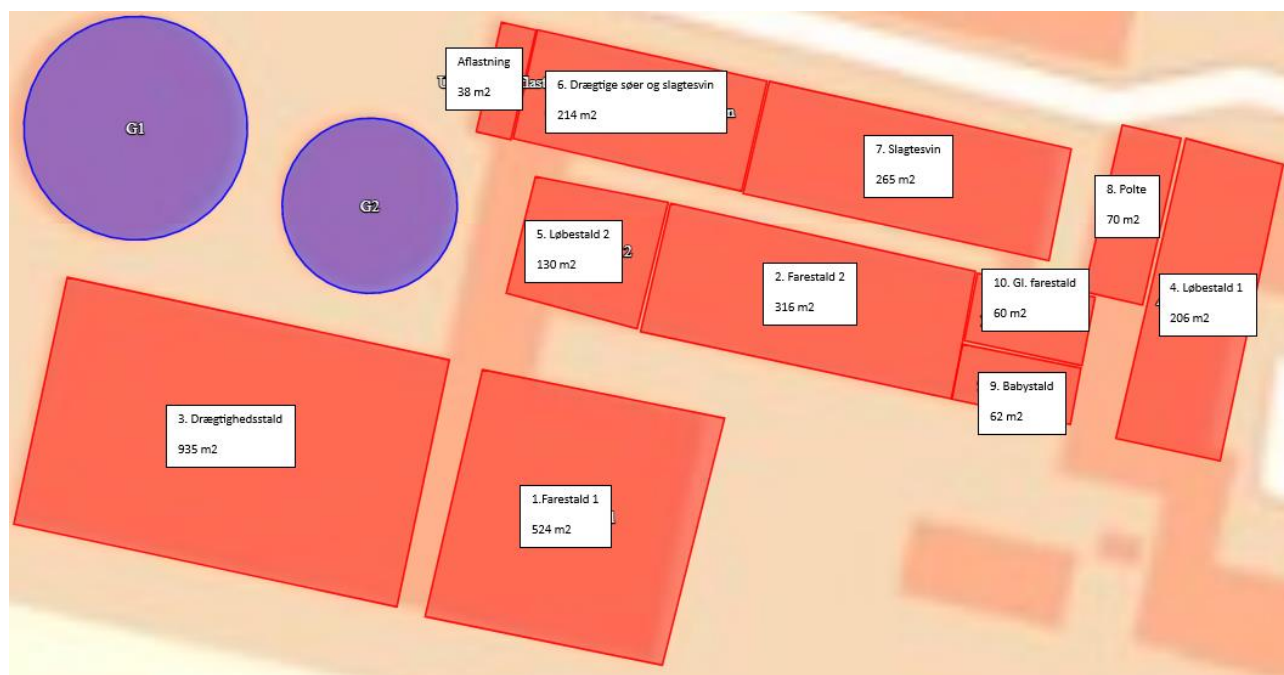 Aflastning
38 m2
6. Drægtige søer og slagtesvin
214 m2
G1
7. Slagtesvin
265 m2
8. Polte
70 m2
G2
5. Løbestald 2
130 m2
2
2. Farestald 2
316 m2
10. Gl. farestald
60 m2
4. Løbestald 1
206 m2
9. Babystald
62 m2
3. Drægtighedsstald
935 m2
1.Farestald 1
524 m2